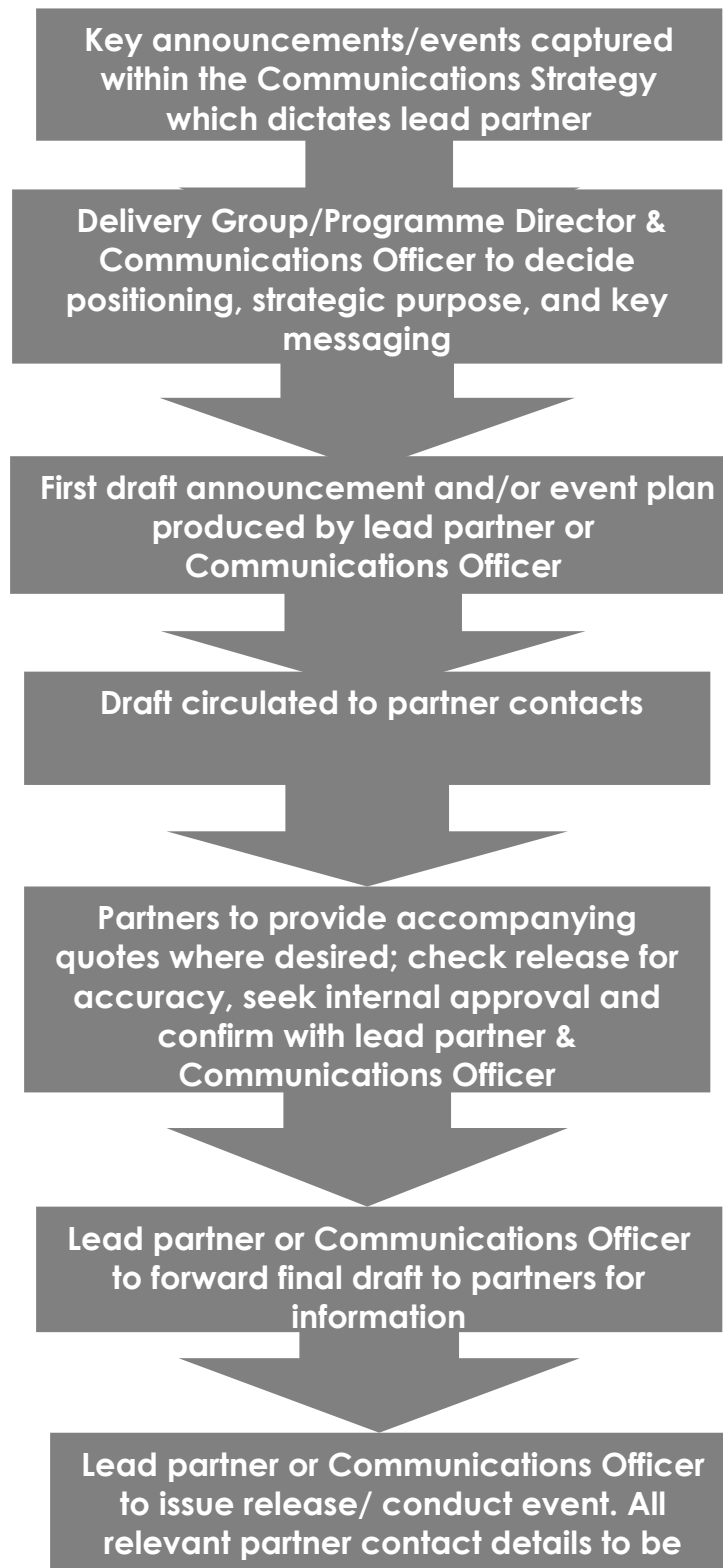 Key announcements/events captured
within the Communications Strategy
which dictates lead partner
Delivery Group/Programme Director &
Communications Officer to decide
positioning, strategic purpose, and key
messaging
First draft announcement and/or event plan
produced by lead partner or
Communications Officer
Draft circulated to partner contacts
Partners to provide accompanying
quotes where desired; check release for
accuracy, seek internal approval and
confirm with lead partner &
Communications Officer
Lead partner or Communications Officer
to forward final draft to partners for
information
Lead partner or Communications Officer
to issue release/ conduct event. All
relevant partner contact details to be